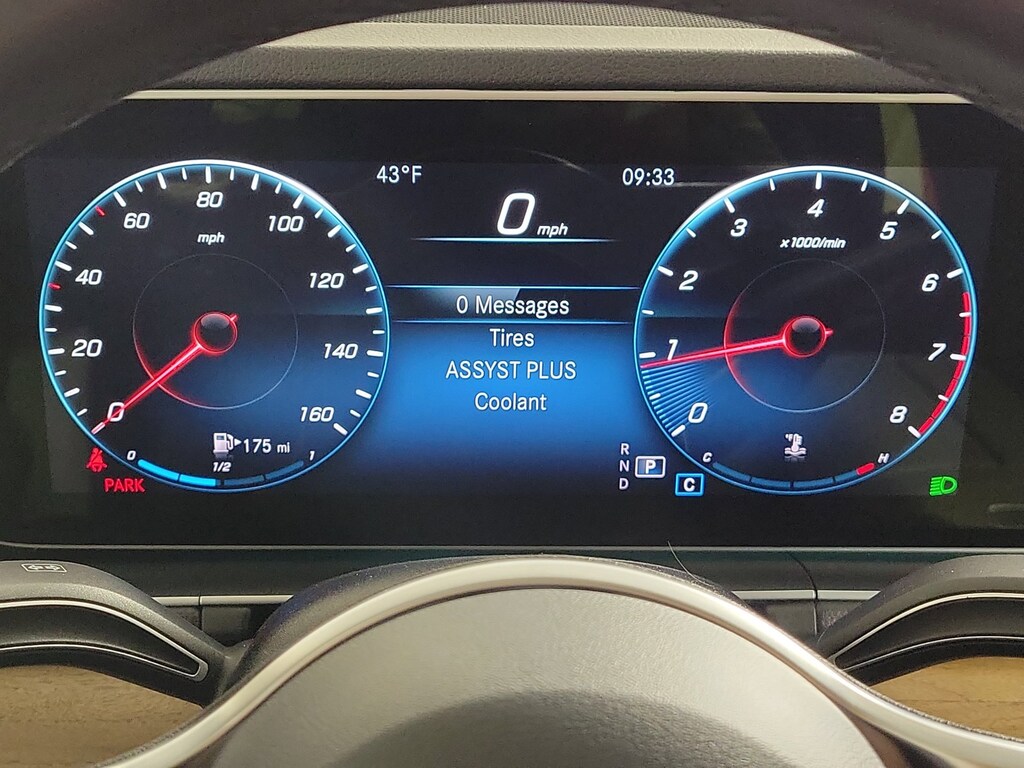 43°F
09:33
0 mph
0 Messages
Tires
ASSYST PLUS
Coolant
0
20
40
60
80
100
120
140
160
mph
175 mi
0
1/2
1
PARK
R
N
P
D
C
0
1
2
3
4
5
6
7
8
x1000/min
C
H